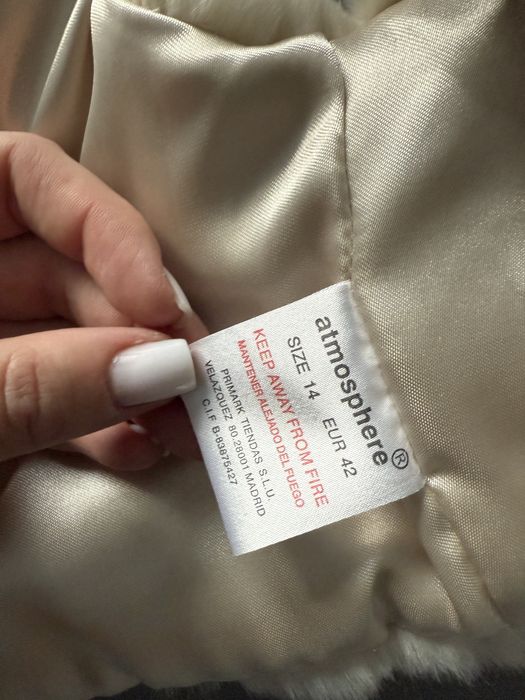 atmosphere®
SIZE 14 EUR 42
KEEP AWAY FROM FIRE
MANTENER ALEJADO DEL FUEGO
PRIMARK TIENDAS S.L.U.
VELAZQUEZ 80.28001 MADRID
C.I.F B-83875427